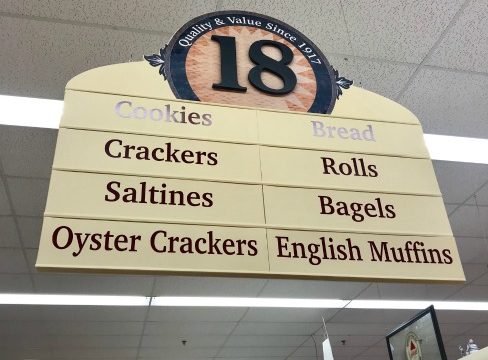 Quality & Value Since 1917
18
Cookies
Crackers
Saltines
Oyster Crackers
Bread
Rolls
Bagels
English Muffins